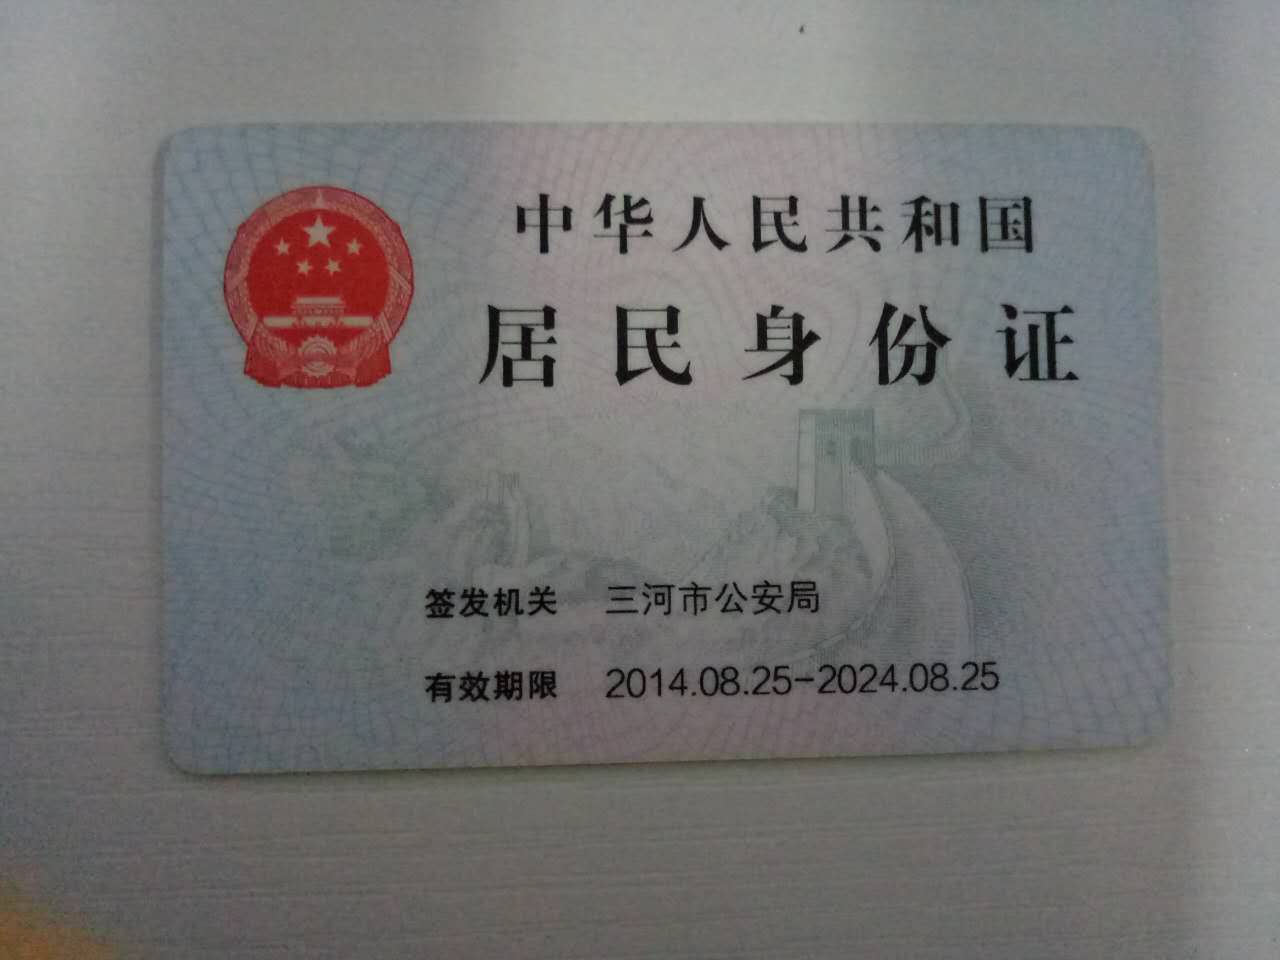 中华人民共和国
居民身份证
签发机关 三河市公安局
有效期限 2014.08.25-2024.08.25